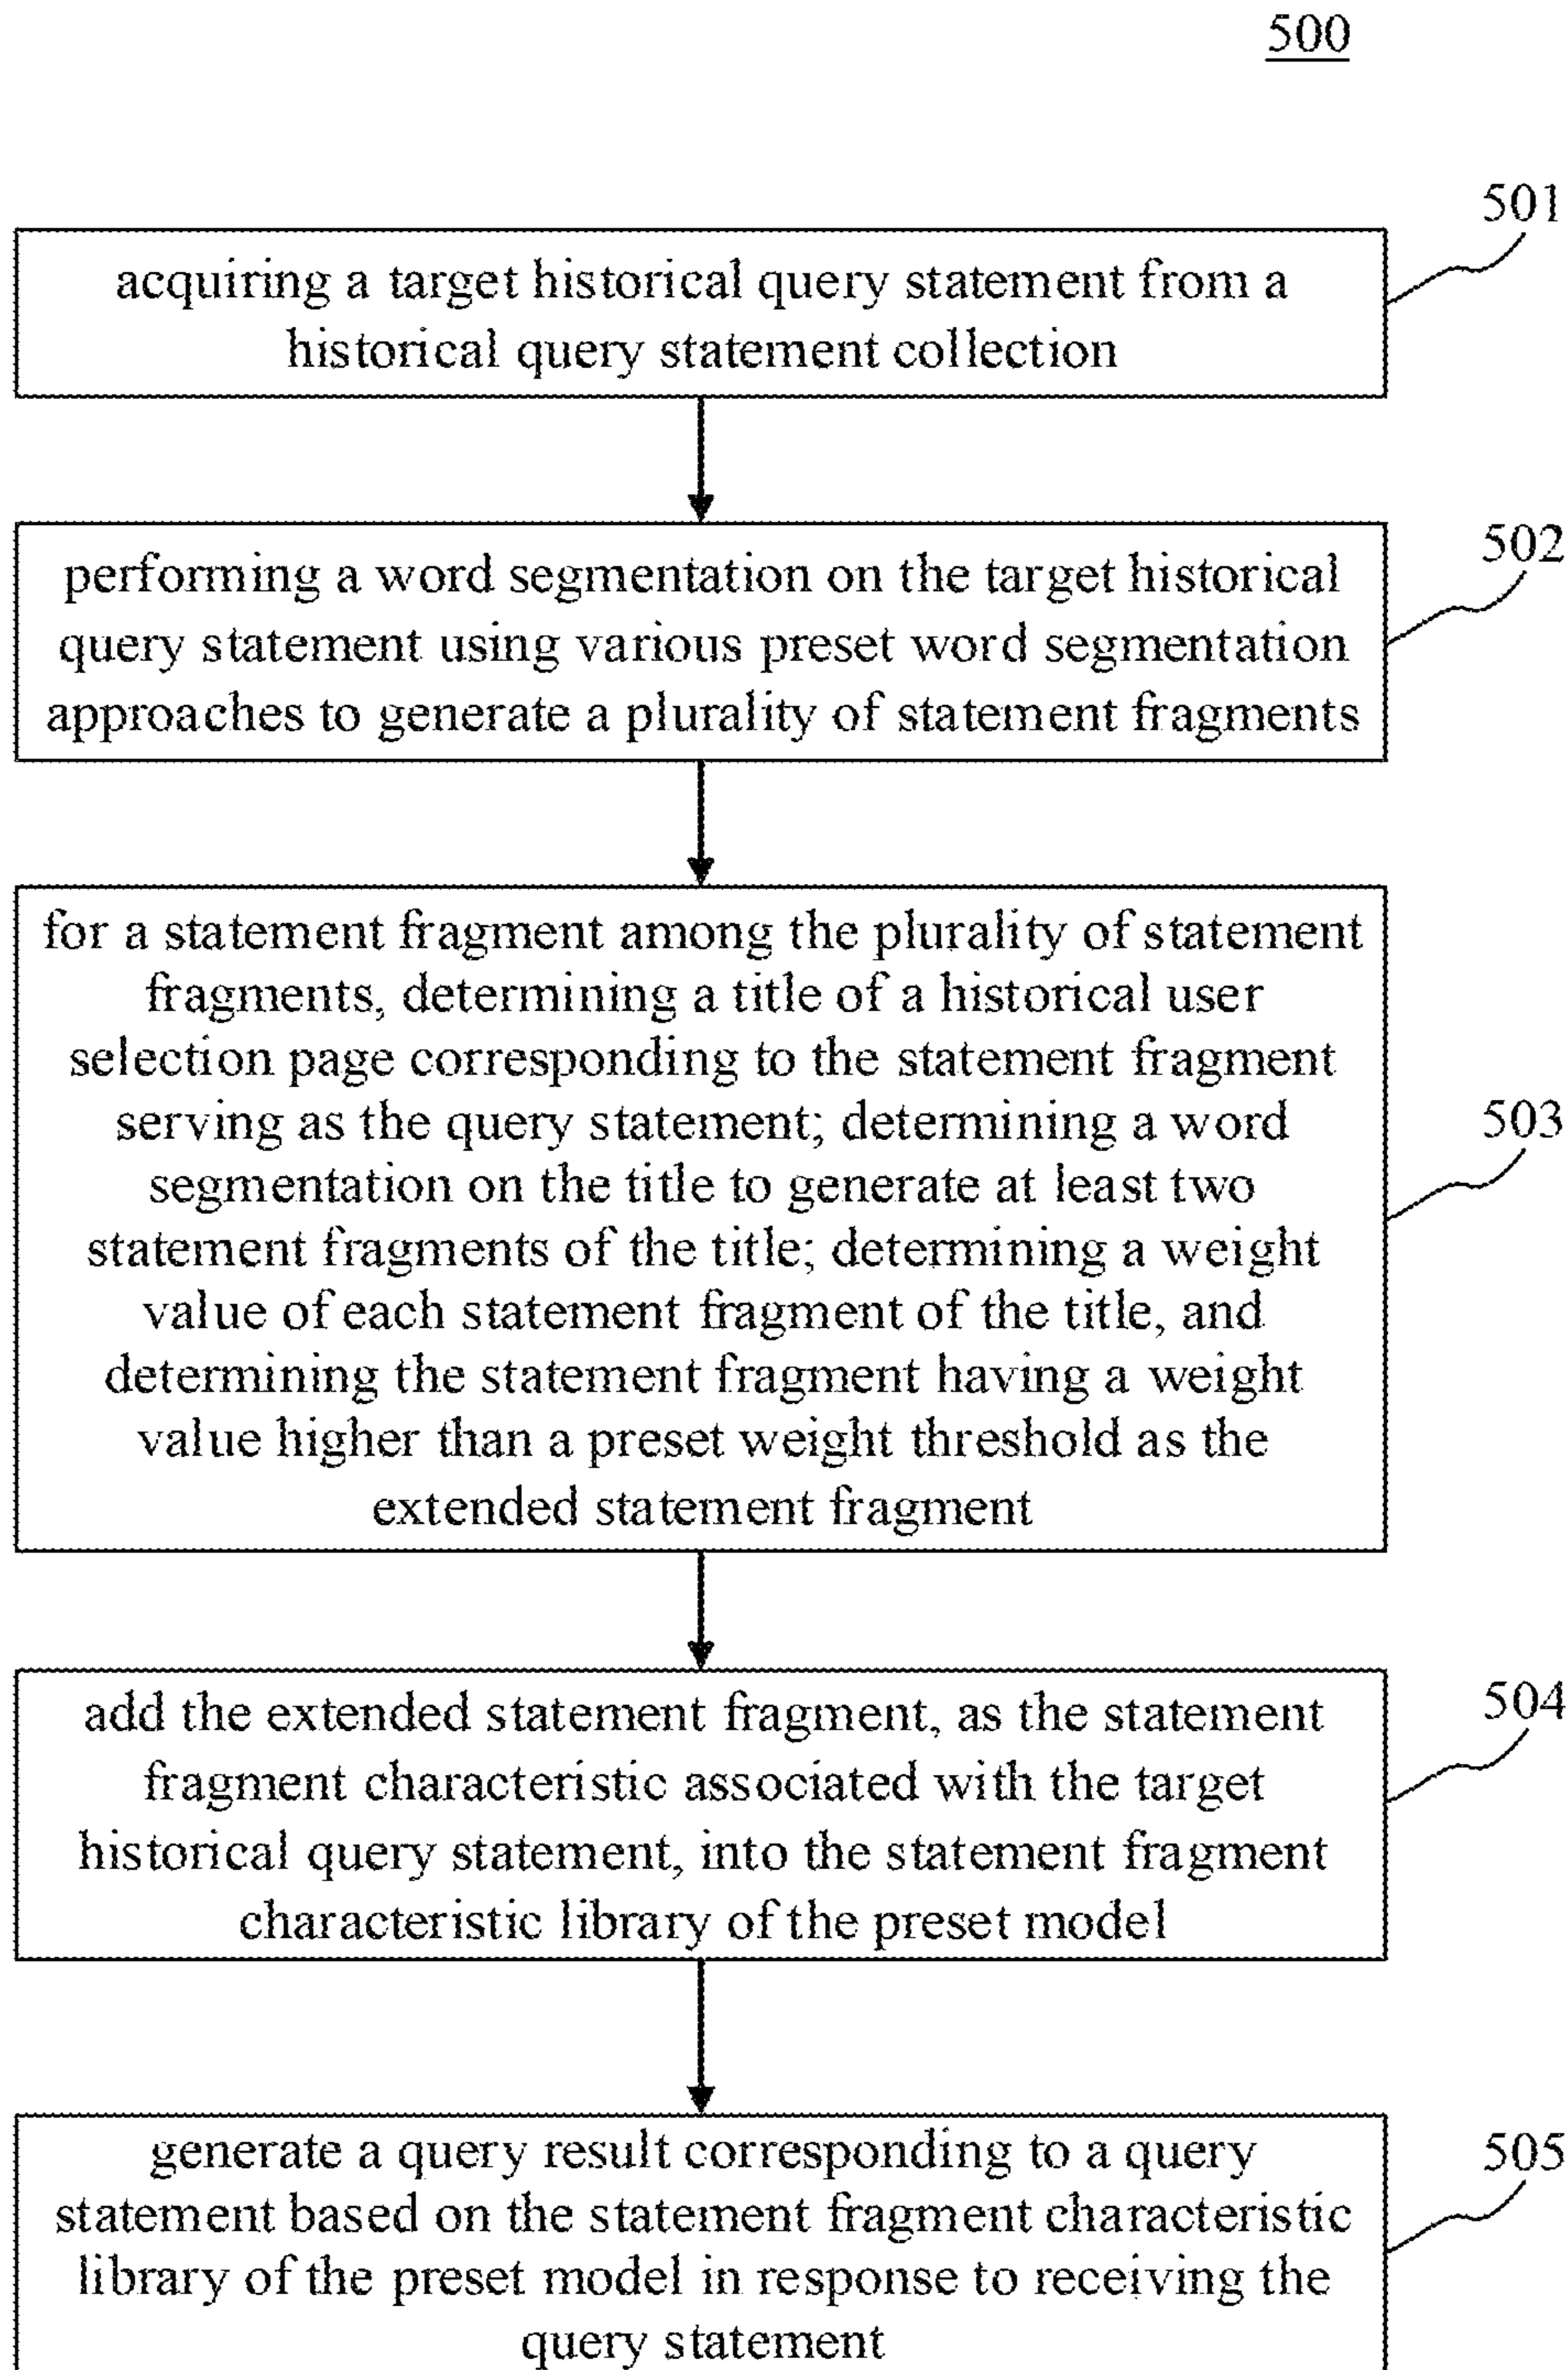 500
501
acquiring a target historical query statement from a
historical query statement collection
502
performing a word segmentation on the target historical
query statement using various preset word segmentation
approaches to generate a plurality of statement fragments
for a statement fragment among the plurality of statement
fragments, determining a title of a historical user
selection page corresponding to the statement fragment
serving as the query statement; determining a word
503
segmentation on the title to generate at least two
statement fragments of the title; determining a weight
value of each statement fragment of the title, and
determining the statement fragment having a weight
value higher than a preset weight threshold as the
extended statement fragment
504
add the extended statement fragment, as the statement
fragment characteristic associated with the target
historical query statement, into the statement fragment
characteristic library of the preset model
505
generate a query result corresponding to a query
statement based on the statement fragment characteristic
library of the preset model in response to receiving the
query statement